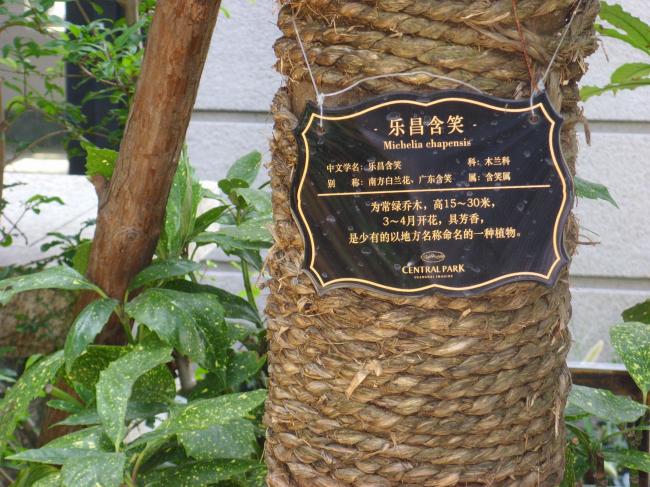 · 乐昌含笑 ·
Michelia chapensis
中文学名：乐昌含笑 科：木兰科
别 称：南方白兰花、广东含笑 属：含笑属
为常绿乔木，高15～30米，
3～4月开花，具芳香，
是少有的以地方名称命名的一种植物。
CENTRAL PARK